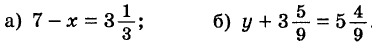 а) 7 − x = 3 1/3; б) y + 3 5/9 = 5 4/9.